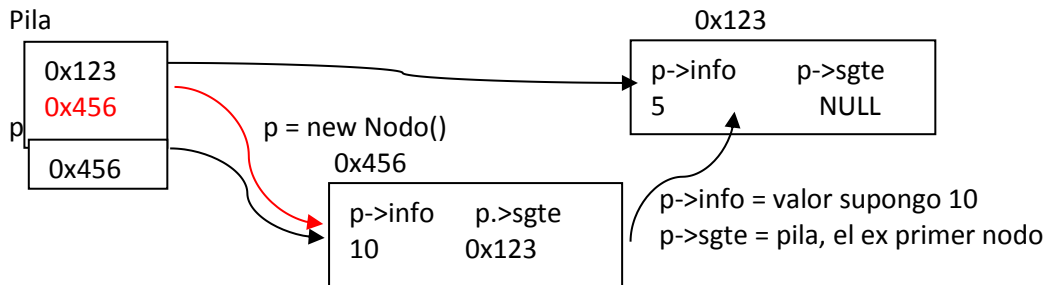 Pila
0x123
0x456
p
0x456
p = new Nodo()
0x456
p->info p.>sgte
10 0x123
0x123
p->info p->sgte
5 NULL
p->info = valor supongo 10
p->sgte = pila, el ex primer nodo